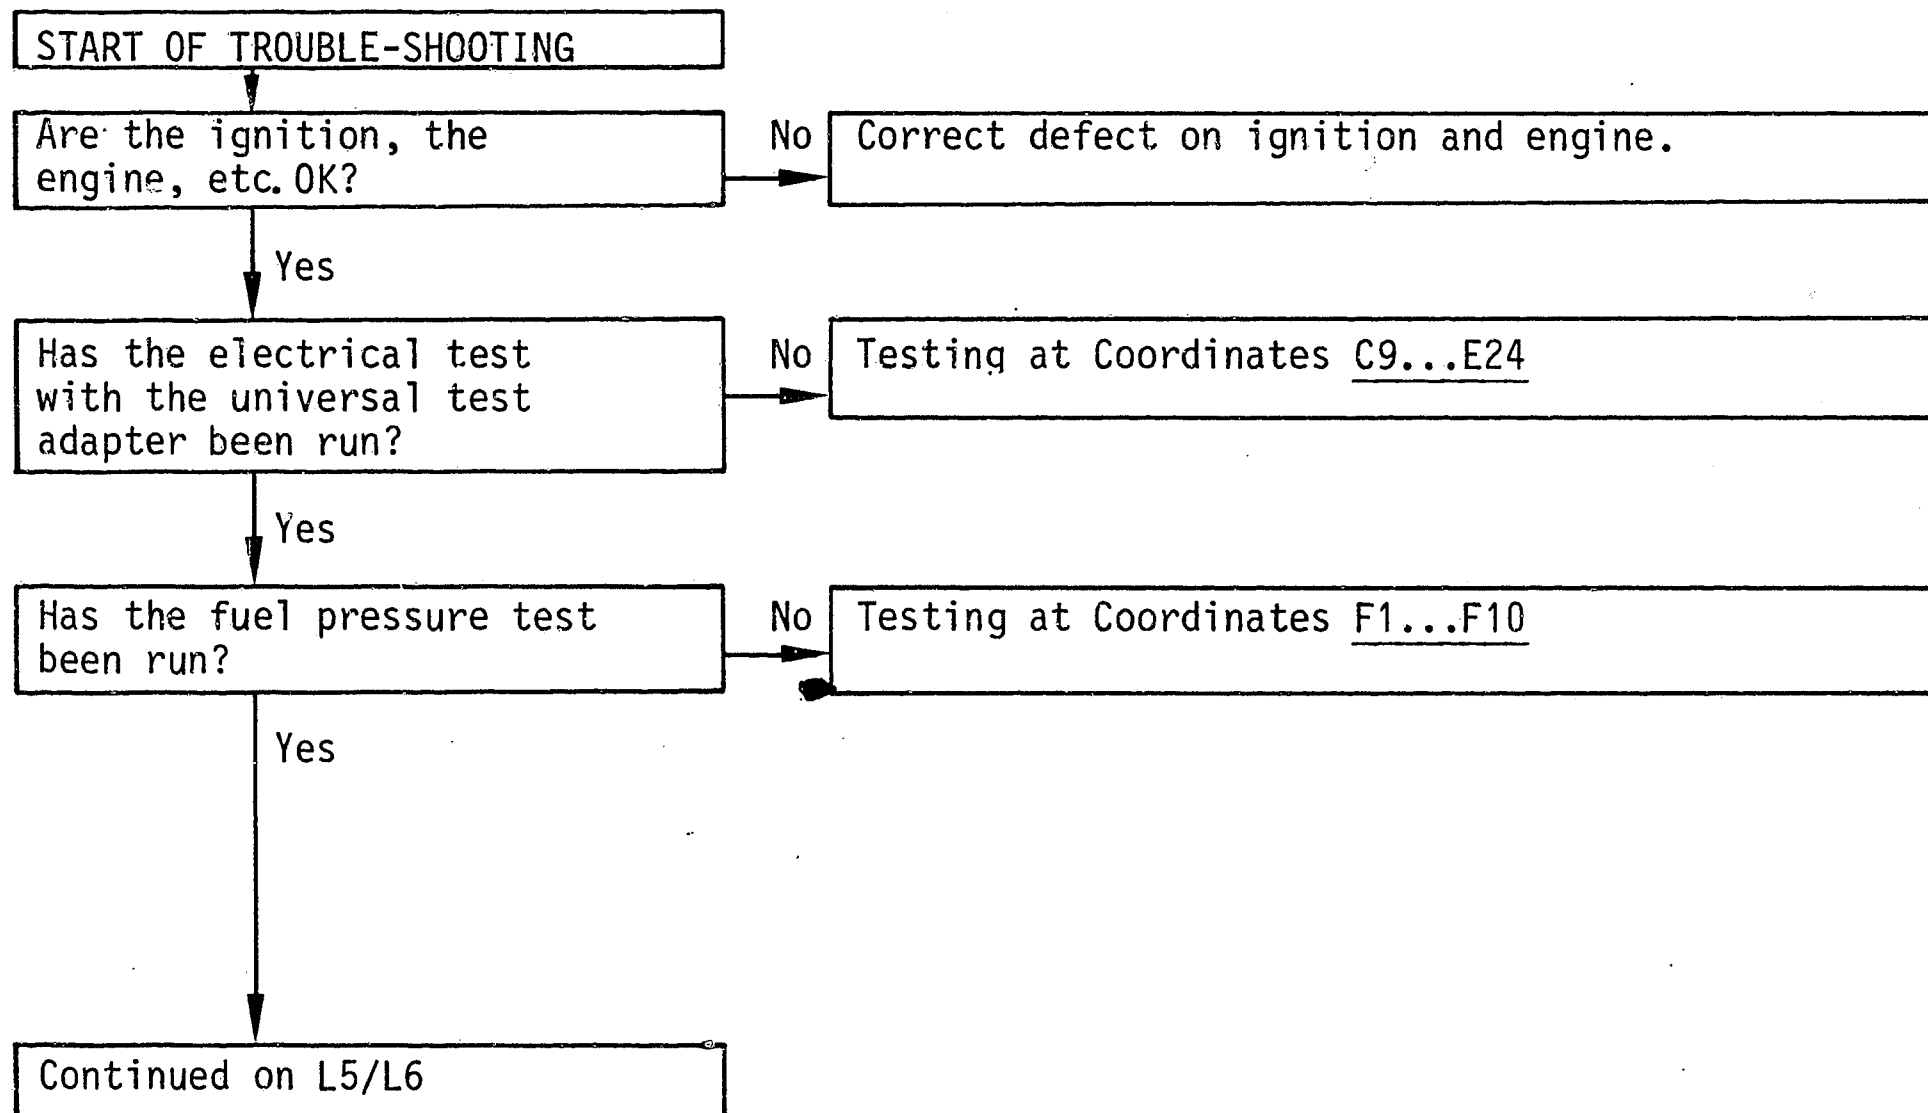 START OF TROUBLE-SHOOTING
Are the ignition, the
engine, etc. OK?
No
Correct defect on ignition and engine.
Yes
Has the electrical test
with the universal test
adapter been run?
No
Testing at Coordinates C9...E24
Yes
Has the fuel pressure test
been run?
No
Testing at Coordinates F1...F10
Yes
Continued on L5/L6